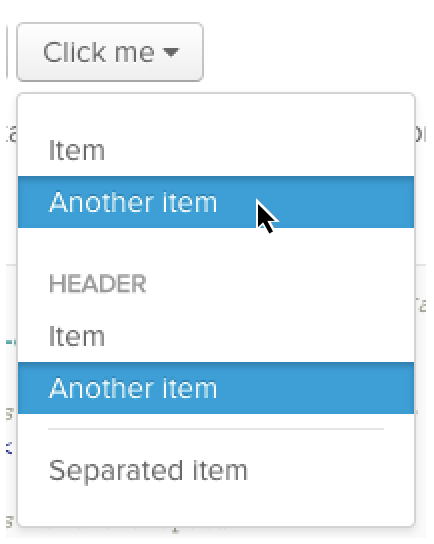 Click me
Item
Another item
HEADER
Item
Another item
Separated item